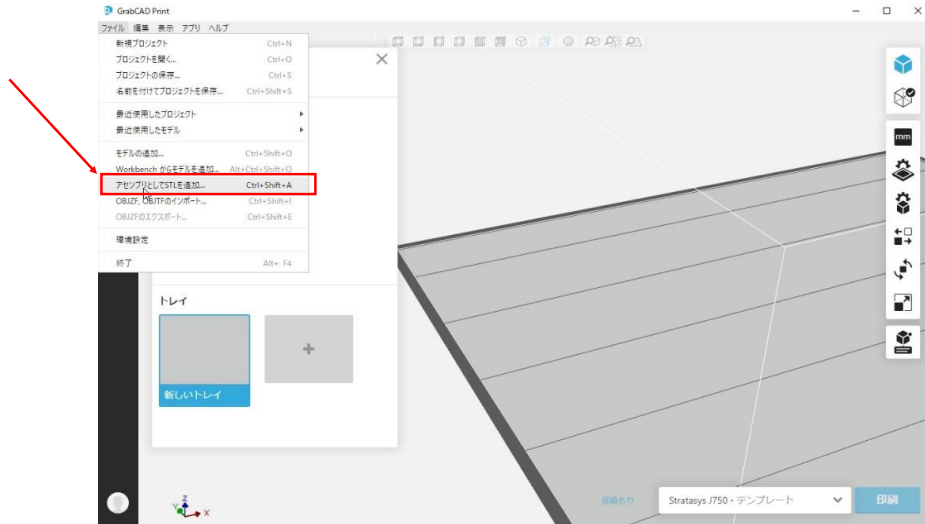 GrabCAD Print
ファイル 編集 表示 アプリ ヘルプ
新規プロジェクト Ctrl+N
プロジェクトを開く... Ctrl+O
プロジェクトの保存... Ctrl+S
名前を付けてプロジェクトを保存... Ctrl+Shift+S
最近使用したプロジェクト
最近使用したモデル
モデルの追加... Ctrl+Shift+O
Workbench からモデルを追加... Alt+Ctrl+Shift+O
アセンブリとしてSTLを追加... Ctrl+Shift+A
OBJZF, OBJTFのインポート... Ctrl+Shift+I
OBJZFのエクスポート... Ctrl+Shift+E
環境設定
終了 Alt+ F4
mm
トレイ
新しいトレイ
Z
Y
X
見積もり
Stratasys J750・テンプレート
印刷